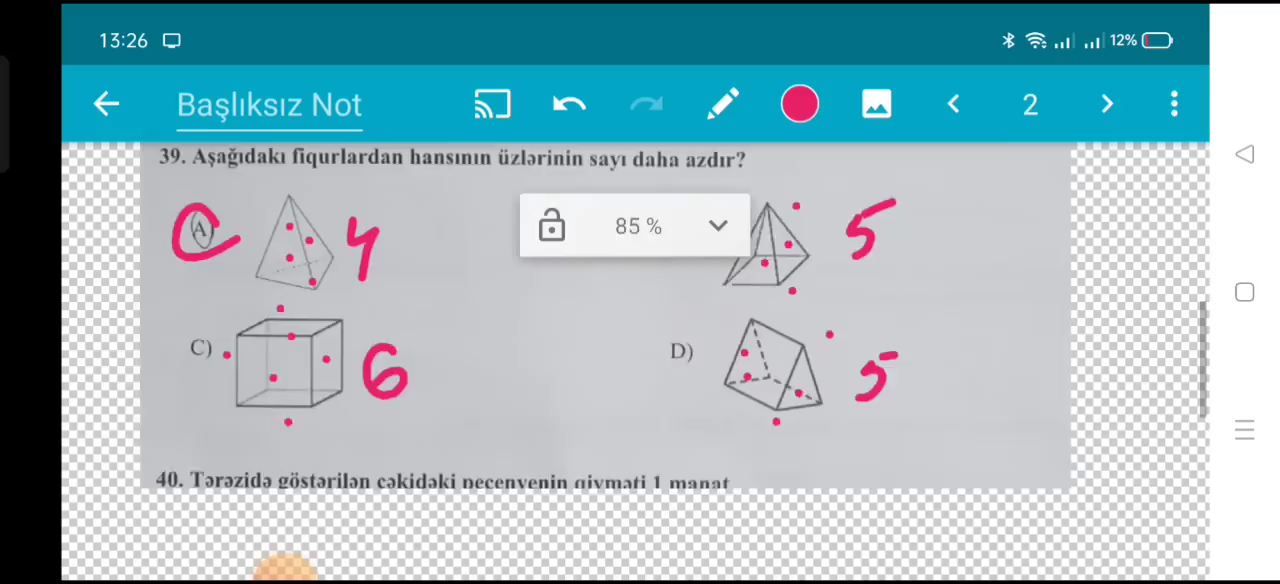 13:26 12%
Başlıksız Not 2
39. Aşağıdakı fiqurlardan hansının üzlərinin sayı daha azdır?
A) 4 85 % 5
C) 6 D) 5
40. Tərəzidə göstərilən çəkidəki peçenyenin qiyməti 1 manat